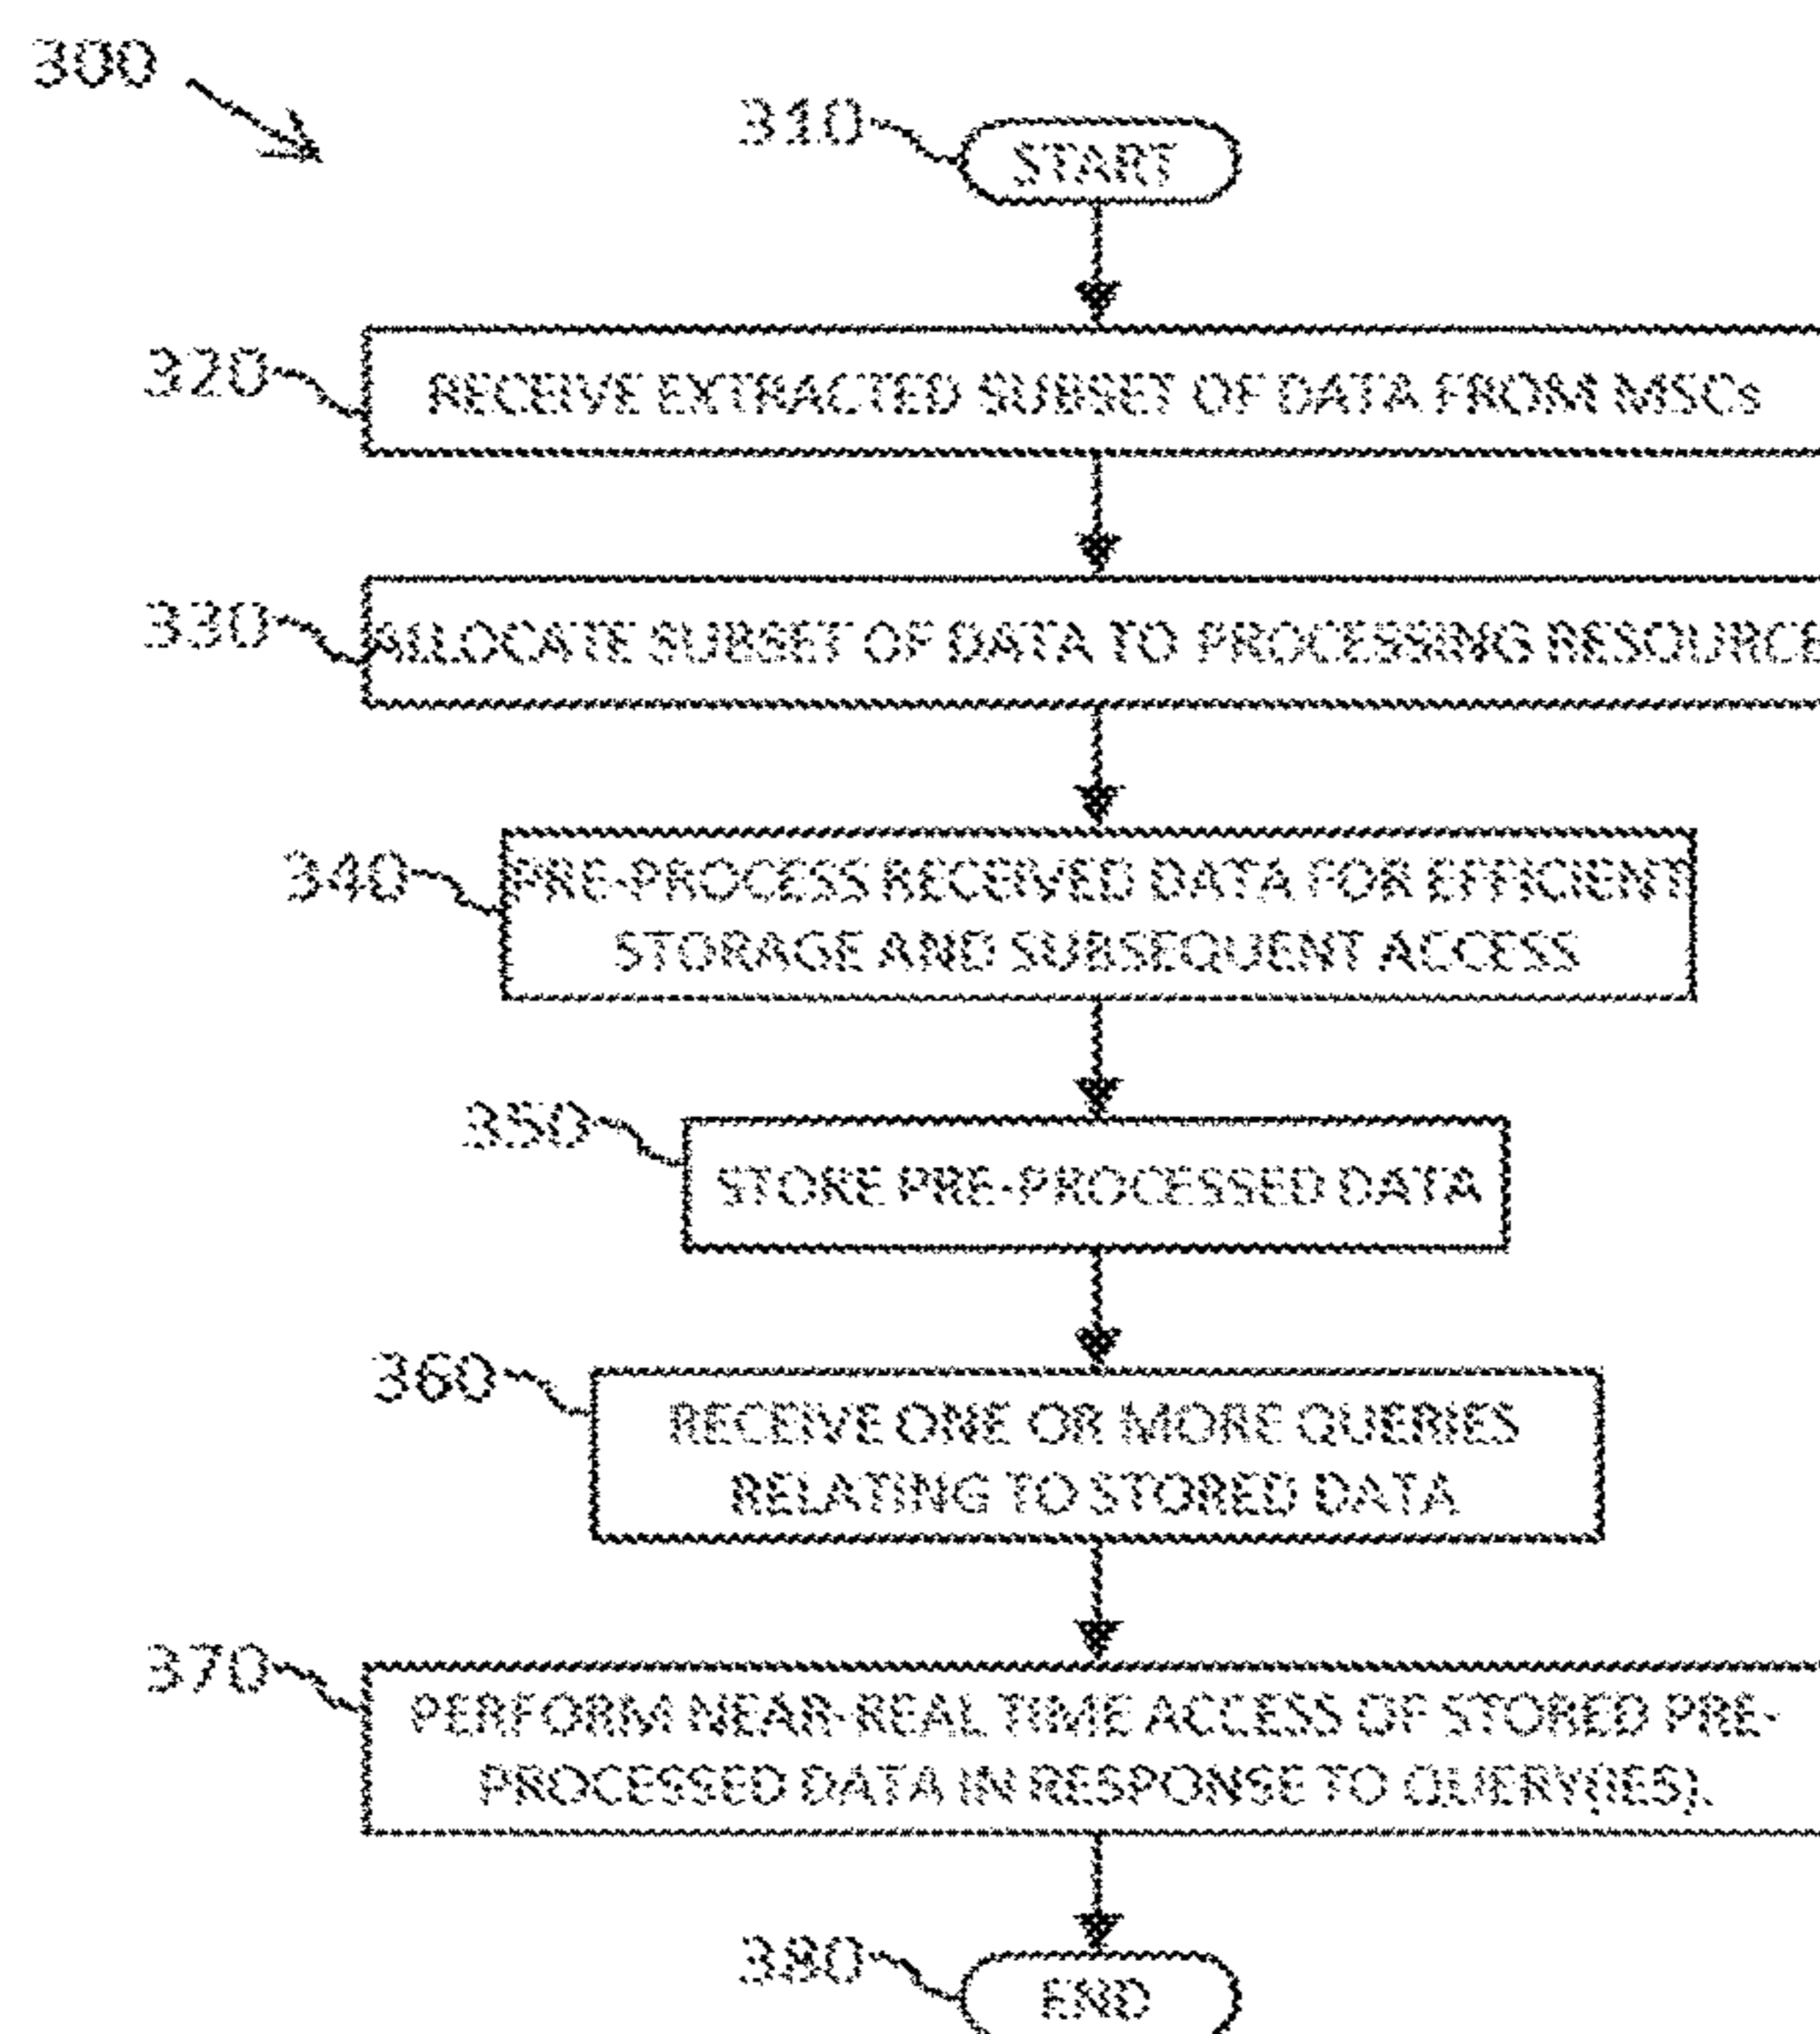 300
310
START
320
RECEIVE EXTRACTED SUBSET OF DATA FROM MSCs
330
ALLOCATE SUBSET OF DATA TO PROCESSING RESOURCE
340
PRE-PROCESS RECEIVED DATA FOR EFFICIENT
STORAGE AND SUBSEQUENT ACCESS
350
STORE PRE-PROCESSED DATA
360
RECEIVE ONE OR MORE QUERIES
RELATING TO STORED DATA
370
PERFORM NEAR-REAL TIME ACCESS OF STORED PRE-
PROCESSED DATA IN RESPONSE TO QUERY(IES).
380
END